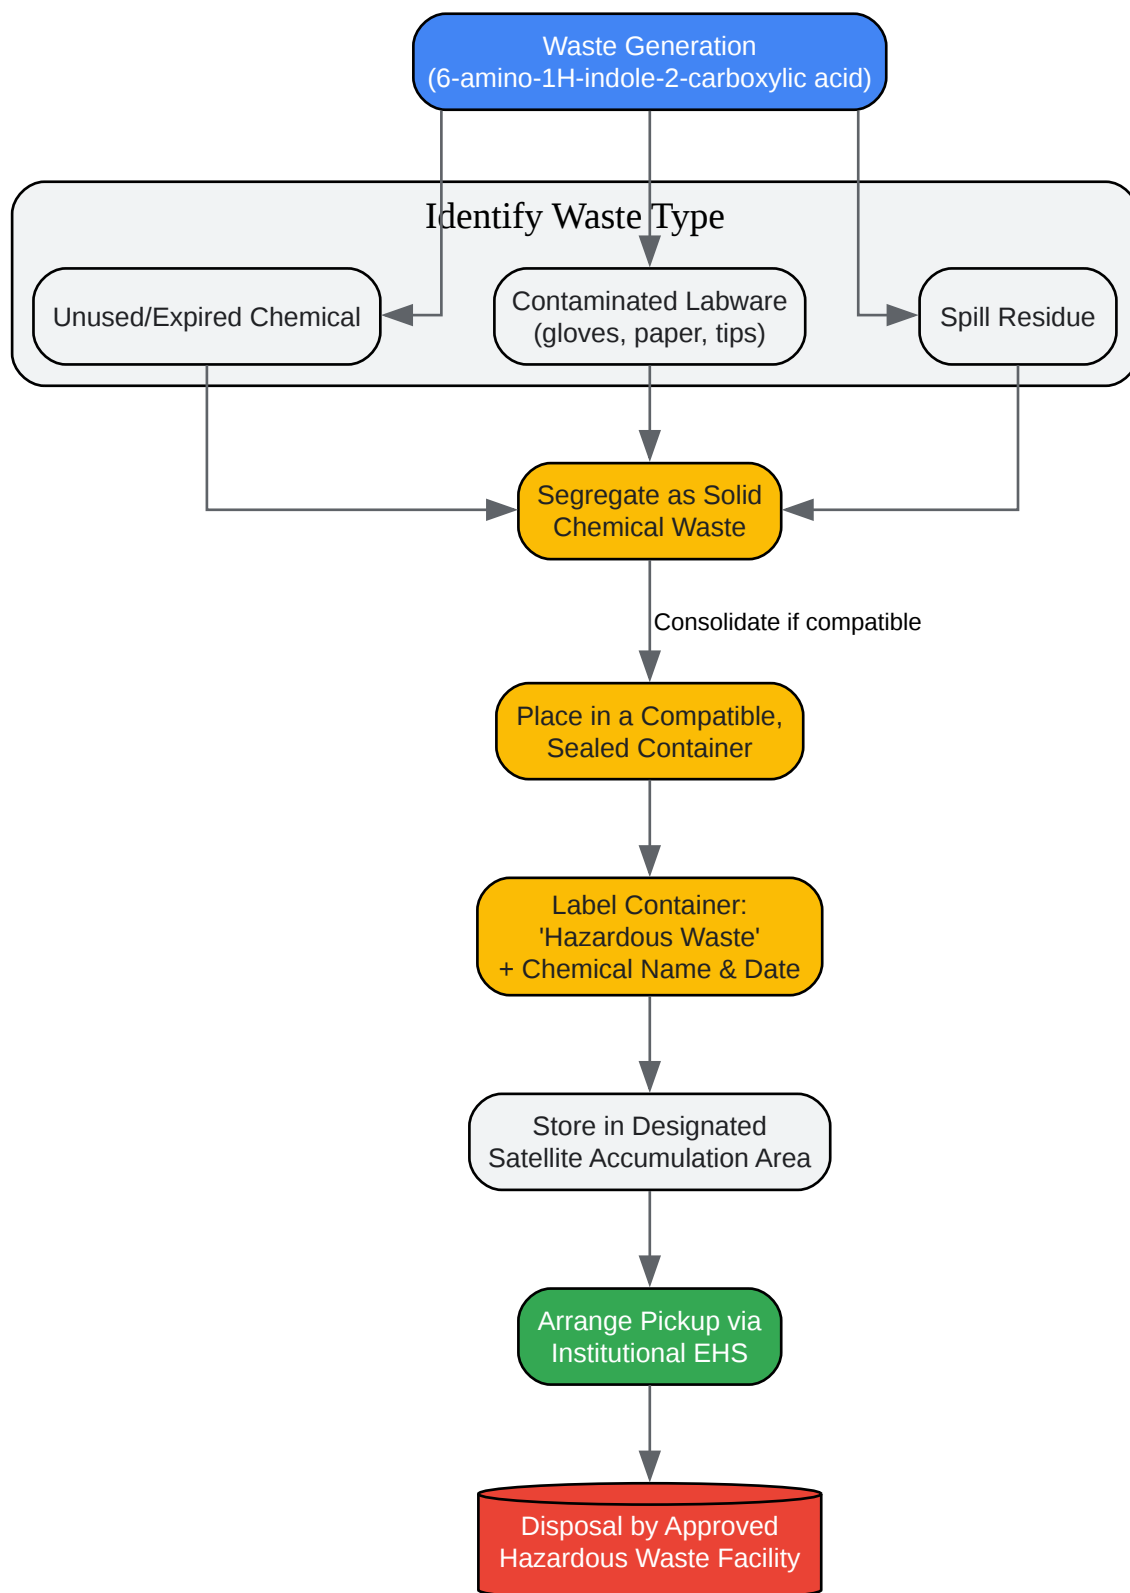 Waste Generation
(6-amino-1H-indole-2-carboxylic acid)
Identify Waste Type
Unused/Expired Chemical
Contaminated Labware
(gloves, paper, tips)
Spill Residue
Segregate as Solid
Chemical Waste
Consolidate if compatible
Place in a Compatible,
Sealed Container
Label Container:
'Hazardous Waste'
+ Chemical Name & Date
Store in Designated
Satellite Accumulation Area
Arrange Pickup via
Institutional EHS
Disposal by Approved
Hazardous Waste Facility